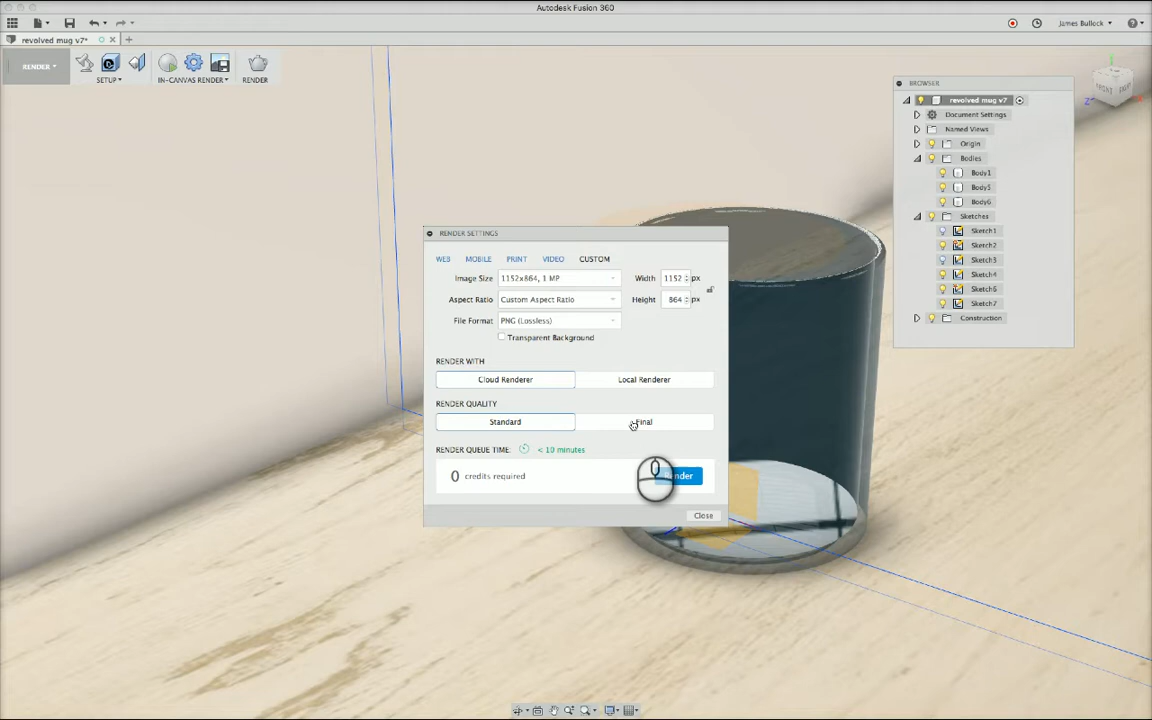 Autodesk Fusion 360
James Bullock
revolved mug v7*
RENDER
SETUP
IN-CANVAS RENDER
RENDER
BROWSER
revolved mug v7
Document Settings
Named Views
Origin
Bodies
Body1
Body5
Body6
Sketches
Sketch1
Sketch2
Sketch3
Sketch4
Sketch6
Sketch7
Construction
FRONT
Z
RENDER SETTINGS
WEB MOBILE PRINT VIDEO CUSTOM
Image Size 1152x864, 1 MP Width 1152 px
Aspect Ratio Custom Aspect Ratio Height 864 px
File Format PNG (Lossless)
Transparent Background
RENDER WITH
Cloud Renderer Local Renderer
RENDER QUALITY
Standard Final
RENDER QUEUE TIME: < 10 minutes
0 credits required Render
Close